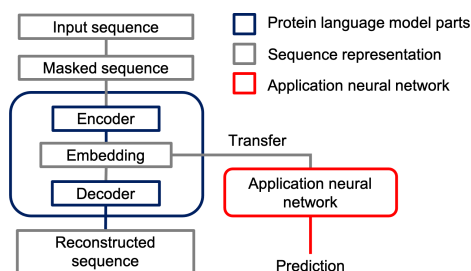 Input sequence
Masked sequence
Encoder
Embedding
Decoder
Reconstructed
sequence
Transfer
Application neural
network
Prediction
Protein language model parts
Sequence representation
Application neural network